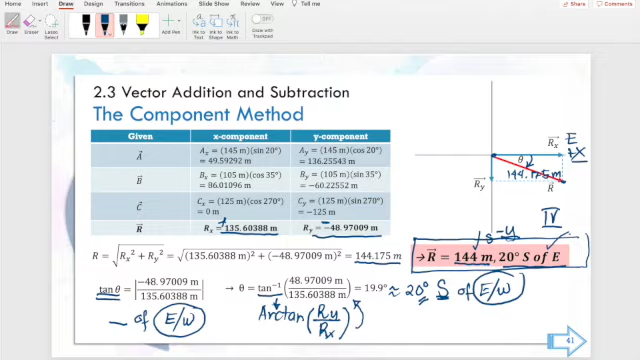 Home Draw Design Transitions Animations Slide Show Review View Tell me Share Comments
Draw Eraser Lasso Select Add Pen Ink to Text Ink to Shape Ink to Math Draw with Trackpad
Off
2.3 Vector Addition and Subtraction
The Component Method
Given x-component y-component
A Ax = (145 m)(sin 20° Ay = (145 m)(cos 20°
= 49.59292 m = 136.25543 m
B Bx = (105 m)(cos 35° By = (105 m)(sin 35°
= 86.01096 m = −60.22552 m
C Cx = (125 m)(cos 270° Cy = (125 m)(sin 270°
= 0 m = −125 m
R Rx = 135.60388 m Ry = −48.97009 m
R = √Rx² + Ry² = √(135.60388 m)² + (−48.97009 m)² = 144.175 m
tan θ = |−48.97009 m / 135.60388 m| → θ = tan⁻¹ (48.97009 m / 135.60388 m) = 19.9° ≈ 20° S of E/W
of E/W
Arctan (Ry/Rx)
Rx E
+X
θ
144.175 m
Ry R
IV
S -y
→ R = 144 m, 20° S of E
41